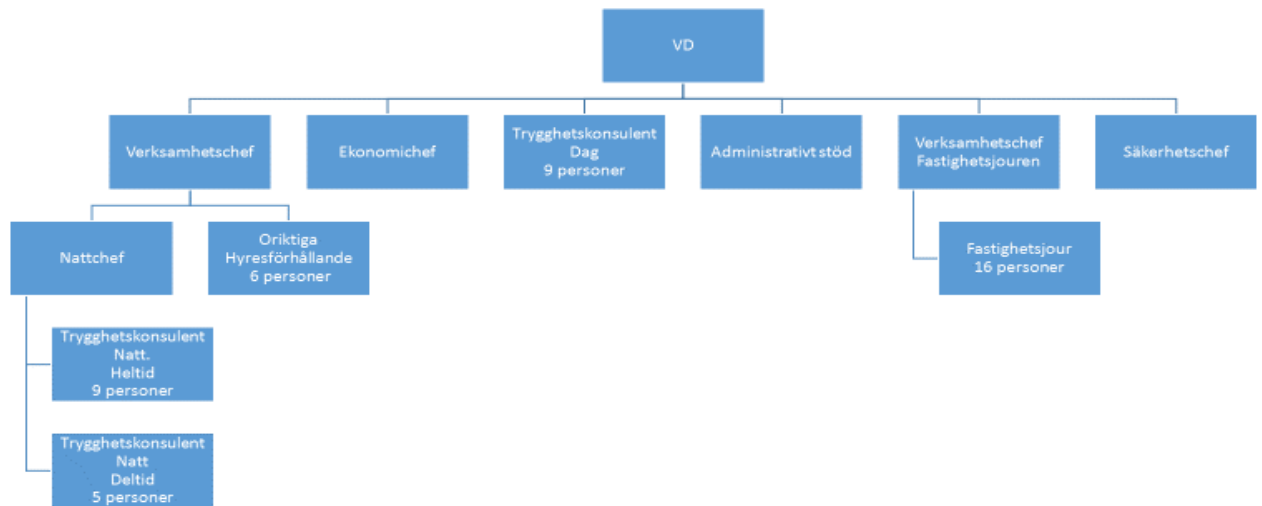 VD
Verksamhetschef
Ekonomichef
Trygghetskonsulent
Dag
9 personer
Administrativt stöd
Verksamhetschef
Fastighetsjouren
Säkerhetschef
Nattchef
Oriktiga
Hyresförhållande
6 personer
Fastighetsjour
16 personer
Trygghetskonsulent
Natt.
Heltid
9 personer
Trygghetskonsulent
Natt
Deltid
5 personer